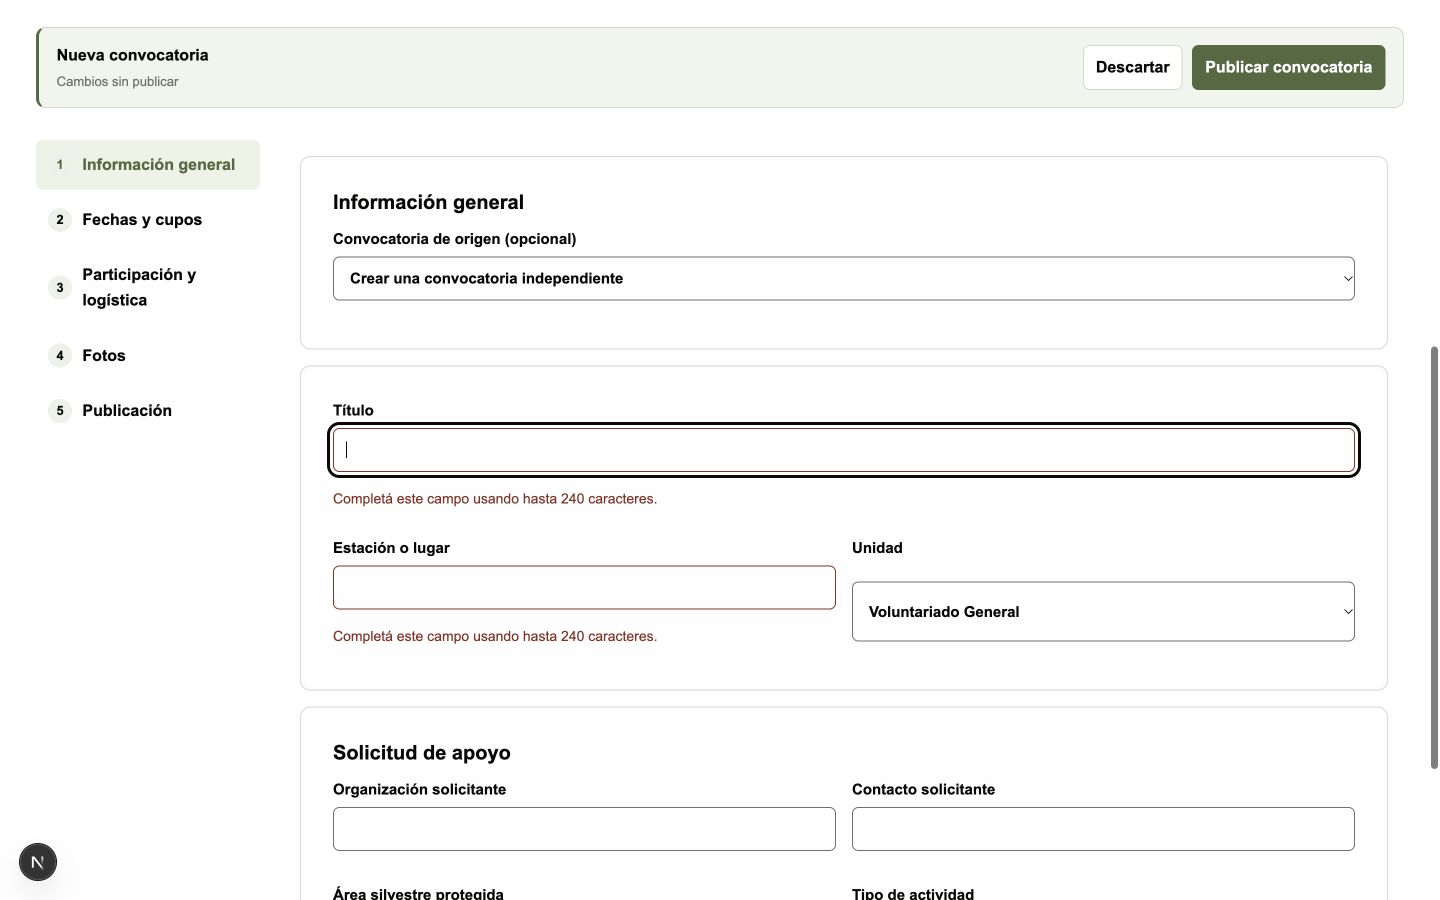 Nueva convocatoria
Cambios sin publicar
Descartar
Publicar convocatoria
1 Información general
2 Fechas y cupos
3 Participación y
logística
4 Fotos
5 Publicación
Información general
Convocatoria de origen (opcional)
Crear una convocatoria independiente
Título
Completá este campo usando hasta 240 caracteres.
Estación o lugar
Unidad
Voluntariado General
Completá este campo usando hasta 240 caracteres.
Solicitud de apoyo
Organización solicitante
Contacto solicitante
Área silvestre protegida
Tipo de actividad
N